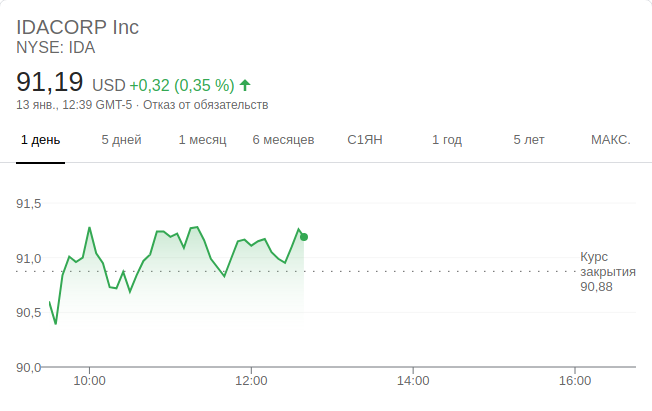 IDACORP Inc
NYSE: IDA
91,19 USD +0,32 (0,35 %)
13 янв., 12:39 GMT-5 · Отказ от обязательств
1 день 5 дней 1 месяц 6 месяцев С1ЯН 1 год 5 лет МАКС.
91,5
91,0
90,5
90,0
Курс
закрытия
90,88
10:00 12:00 14:00 16:00